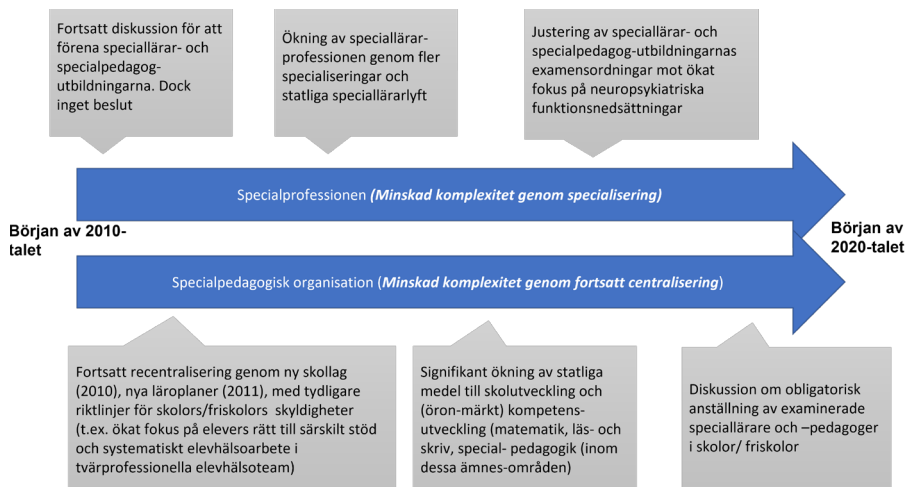 Fortsatt diskussion för att
förena speciallärar- och
specialpedagog-
utbildningarna. Dock
inget beslut
Ökning av speciallärar-
professionen genom fler
specialiseringar och
statliga speciallärarlyft
Justering av speciallärar- och
specialpedagog-utbildningarnas
examensordningar mot ökat
fokus på neuropsykiatriska
funktionsnedsättningar
Specialprofessionen (Minskad komplexitet genom specialisering)
Början av 2010-
talet
Början av
2020-talet
Specialpedagogisk organisation (Minskad komplexitet genom fortsatt centralisering)
Fortsatt recentralisering genom ny skollag
(2010), nya läroplaner (2011), med tydligare
riktlinjer för skolors/friskolors skyldigheter
(t.ex. ökat fokus på elevers rätt till särskilt stöd
och systematiskt elevhälsoarbete i
tvärprofessionella elevhälsoteam)
Signifikant ökning av statliga
medel till skolutveckling och
(öron-märkt) kompetens-
utveckling (matematik, läs- och
skriv, special- pedagogik (inom
dessa ämnes-områden)
Diskussion om obligatorisk
anställning av examinerade
speciallärare och –pedagoger
i skolor/ friskolor